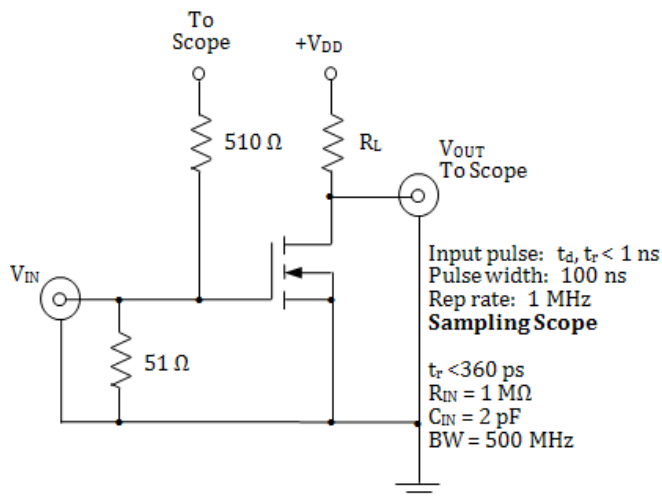 To
Scope
+VDD
510 Ω
RL
VOUT
To Scope
VIN
51 Ω
Input pulse: td, tr < 1 ns
Pulse width: 100 ns
Rep rate: 1 MHz
Sampling Scope
tr <360 ps
RIN = 1 MΩ
CIN = 2 pF
BW = 500 MHz